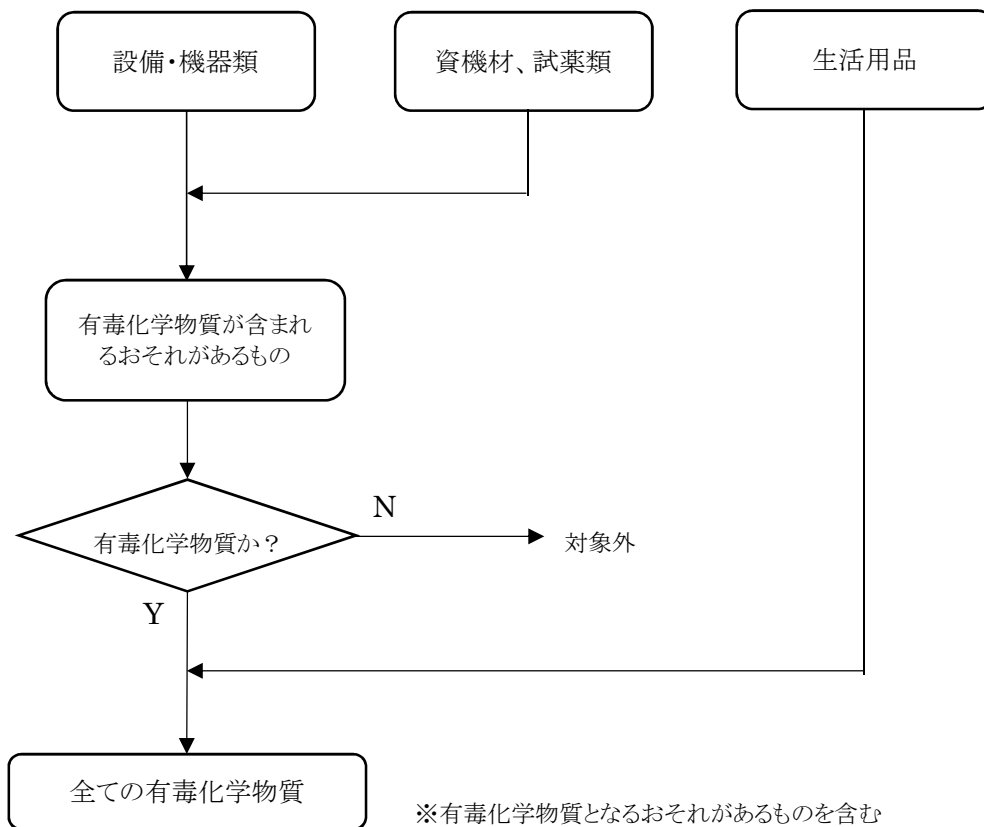 設備・機器類
資機材、試薬類
生活用品
有毒化学物質が含まれ
るおそれがあるもの
有毒化学物質か？
N
対象外
Y
全ての有毒化学物質
※有毒化学物質となるおそれがあるものを含む